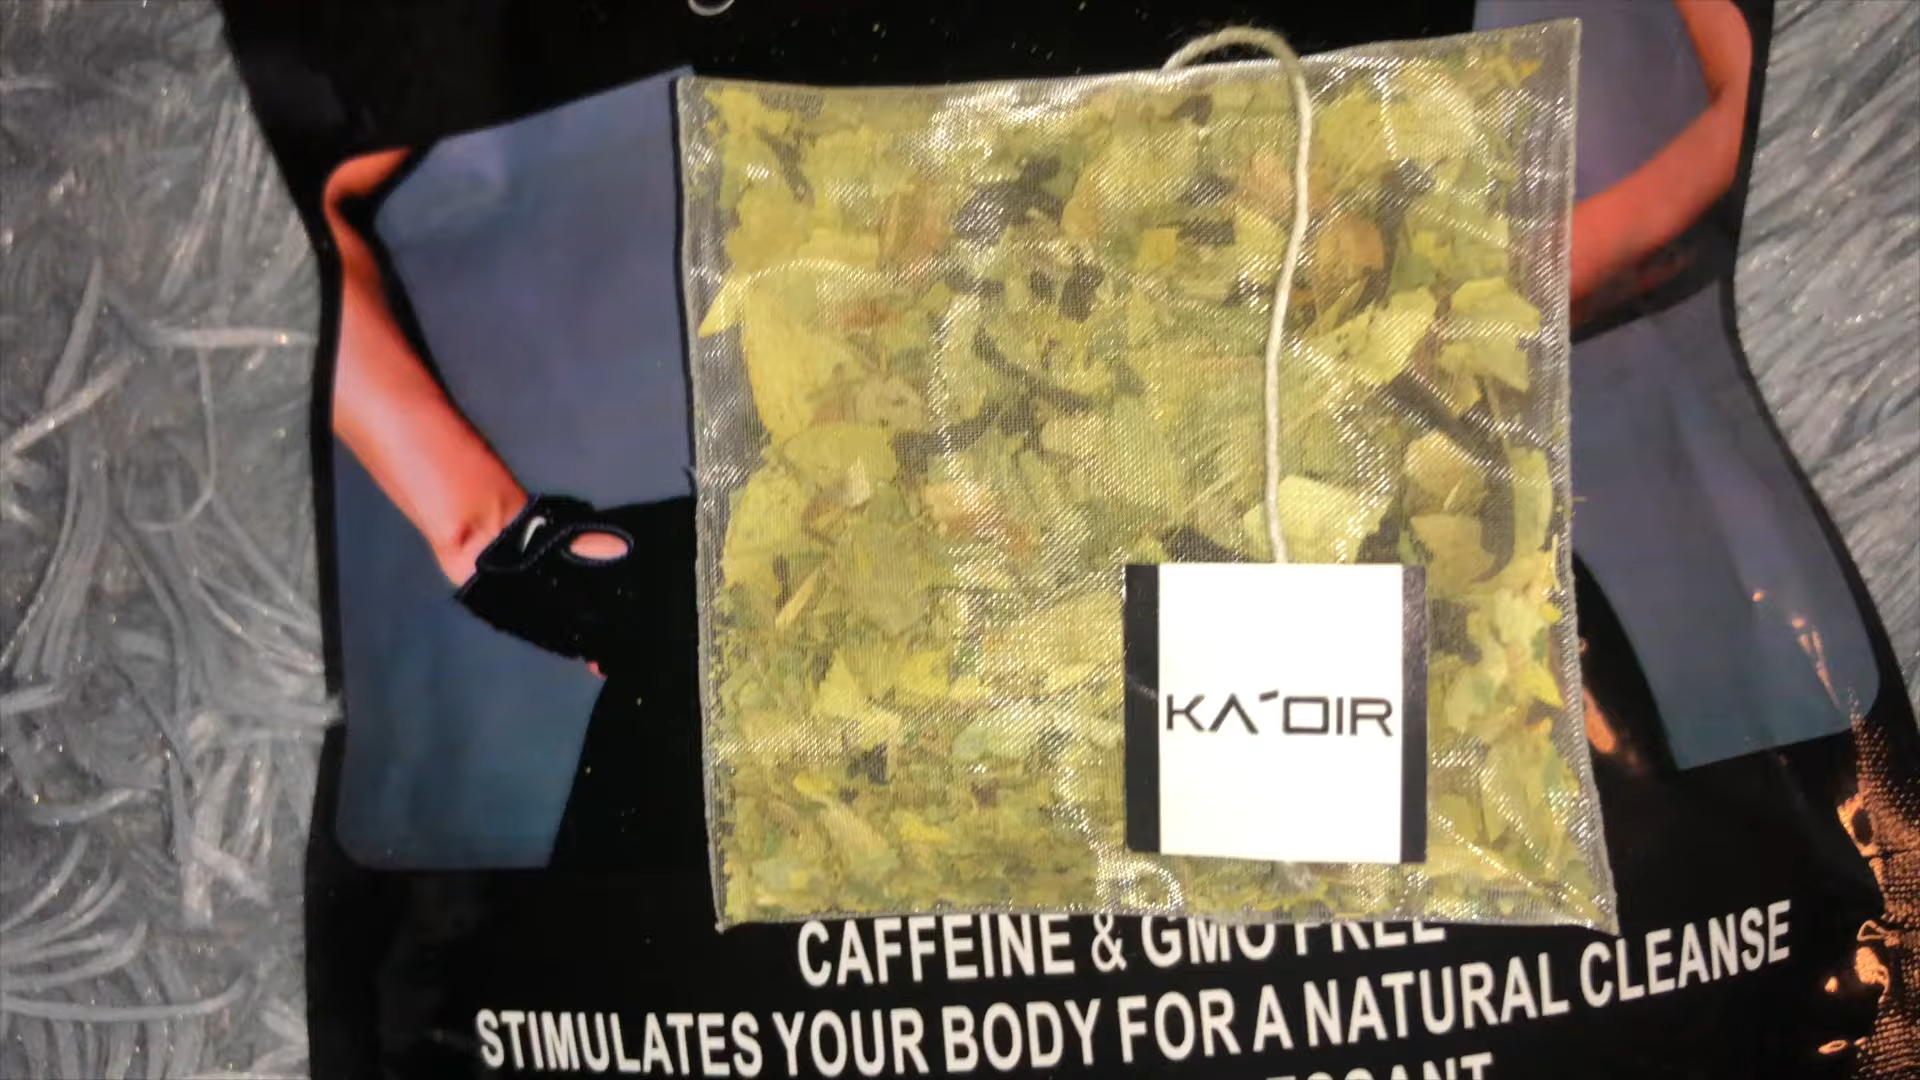 KA´OIR
CAFFEINE & GMO FREE
STIMULATES YOUR BODY FOR A NATURAL CLEANSE